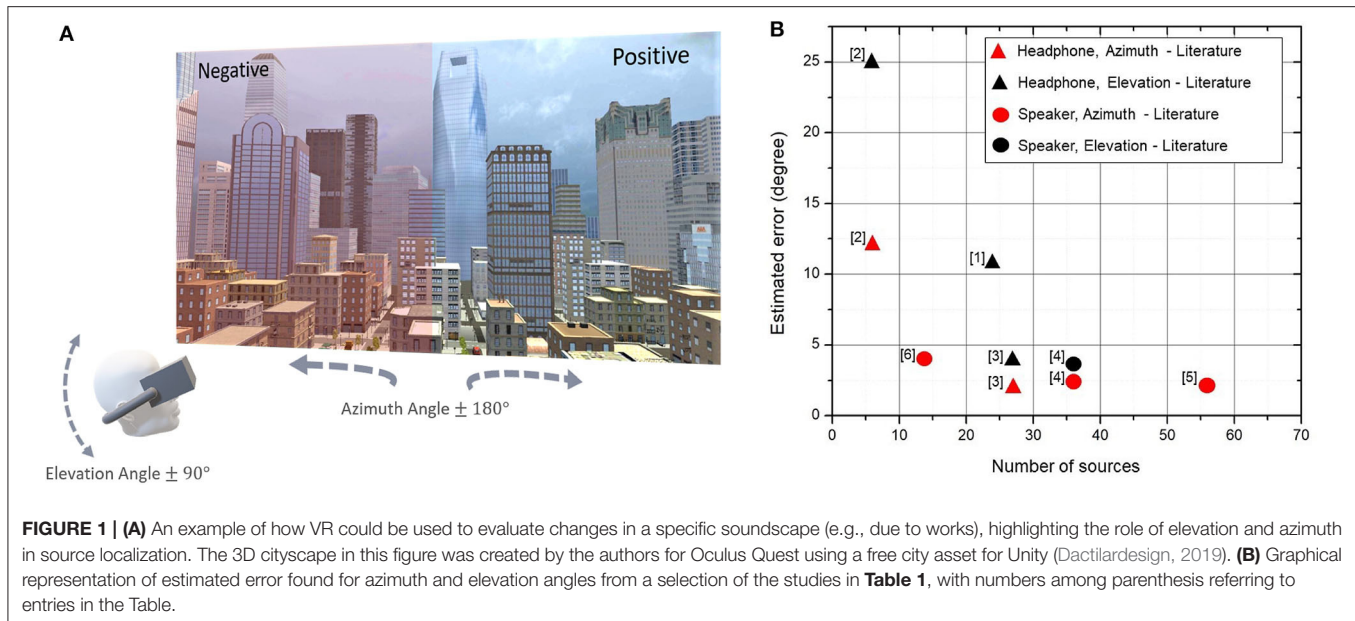 A
Negative
Positive
Azimuth Angle ± 180°
Elevation Angle ± 90°
B
Headphone, Azimuth - Literature
Headphone, Elevation - Literature
Speaker, Azimuth - Literature
Speaker, Elevation - Literature
[2]
[2]
[1]
[6]
[3]
[3]
[4]
[4]
[5]
25
20
15
10
5
0
Estimated error (degree)
0 10 20 30 40 50 60 70
Number of sources
FIGURE 1 | (A) An example of how VR could be used to evaluate changes in a specific soundscape (e.g., due to works), highlighting the role of elevation and azimuth
in source localization. The 3D cityscape in this figure was created by the authors for Oculus Quest using a free city asset for Unity (Dactilardesign, 2019). (B) Graphical
representation of estimated error found for azimuth and elevation angles from a selection of the studies in Table 1, with numbers among parenthesis referring to
entries in the Table.